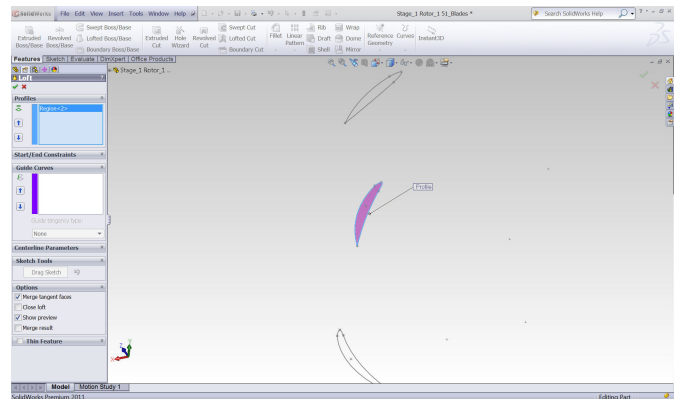 SolidWorks File Edit View Insert Tools Window Help Stage_1 Rotor_1 51_Blades * Search SolidWorks Help
Extruded Boss/Base
Revolved Boss/Base
Swept Boss/Base
Lofted Boss/Base
Boundary Boss/Base
Extruded Cut
Hole Wizard
Revolved Cut
Swept Cut
Lofted Cut
Boundary Cut
Fillet
Linear Pattern
Rib
Draft
Shell
Wrap
Dome
Mirror
Reference Geometry
Curves
Instant3D
Features Sketch Evaluate DimXpert Office Products
Stage_1 Rotor_1 ...
Profiles
Region<2>
Profile
Start/End Constraints
Guide Curves
Guide tangency type:
None
Centerline Parameters
Sketch Tools
Drag Sketch
Options
Merge tangent faces
Close loft
Show preview
Merge result
Thin Feature
Z Y
X
Model Motion Study 1
SolidWorks Premium 2011 Editing Part